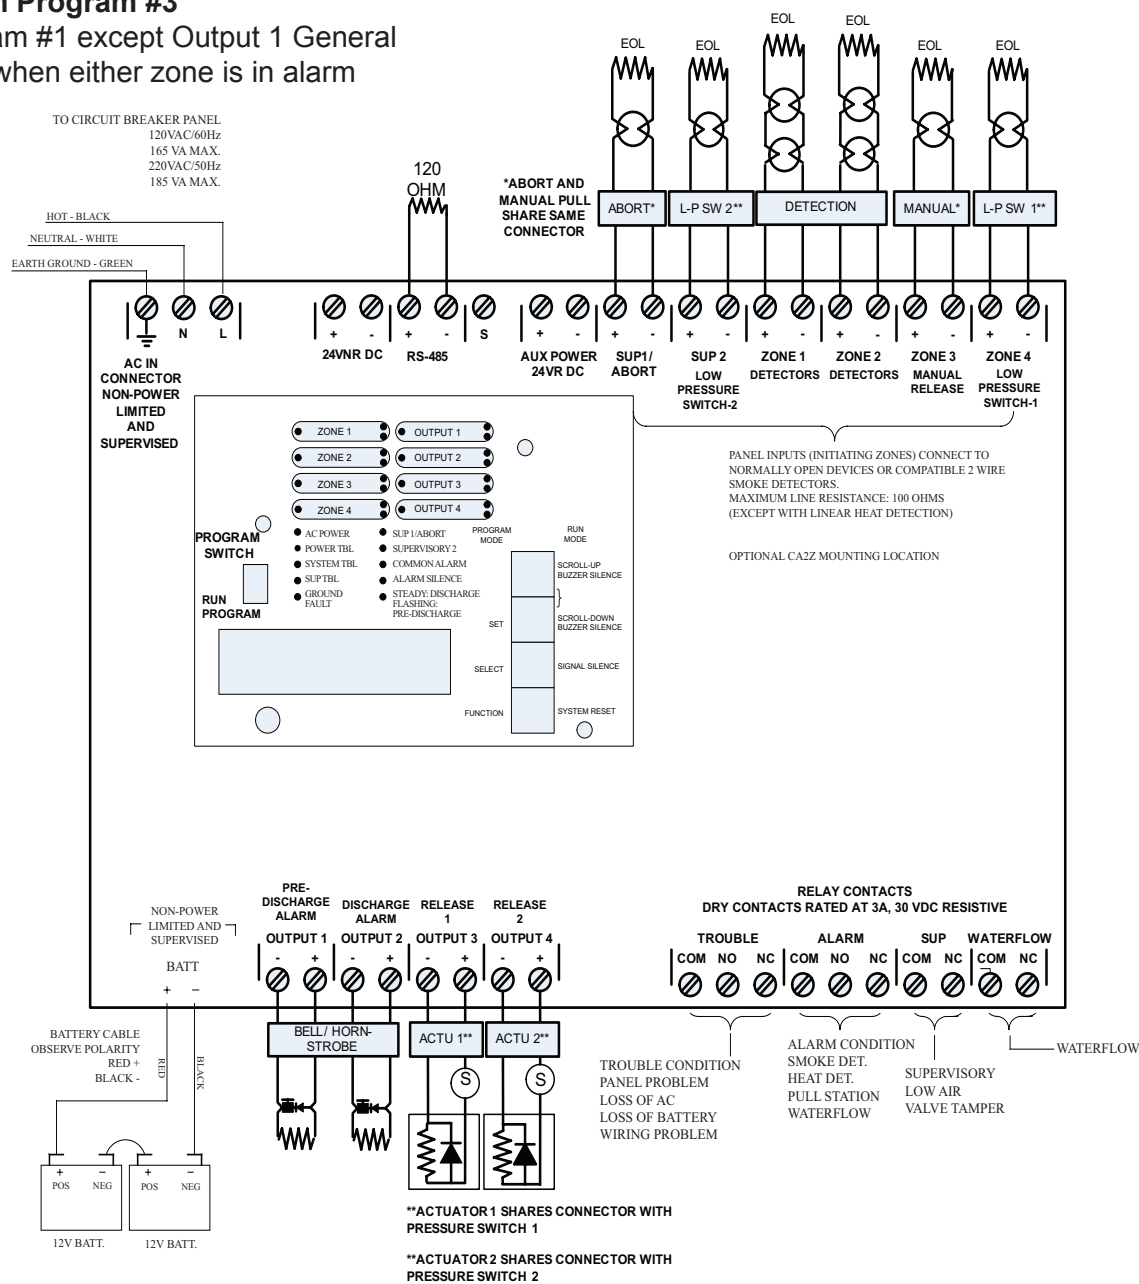 Program #3
#1 except Output 1 General
when either zone is in alarm
TO CIRCUIT BREAKER PANEL
120VAC/60Hz
165 VA MAX.
220VAC/50Hz
185 VA MAX.
HOT - BLACK
NEUTRAL - WHITE
EARTH GROUND - GREEN
120
OHM
*ABORT AND
MANUAL PULL
SHARE SAME
CONNECTOR
EOL EOL EOL EOL EOL EOL
ABORT* L-P SW 2** DETECTION MANUAL* L-P SW 1**
N L + - + - S + - + - + - + - + - + - + -
AC IN
CONNECTOR
NON-POWER
LIMITED
AND
SUPERVISED
24VNR DC
RS-485
AUX POWER
24VR DC
SUP1/
ABORT
SUP 2
LOW
PRESSURE
SWITCH-2
ZONE 1
DETECTORS
ZONE 2
DETECTORS
ZONE 3
MANUAL
RELEASE
ZONE 4
LOW
PRESSURE
SWITCH-1
PANEL INPUTS (INITIATING ZONES) CONNECT TO
NORMALLY OPEN DEVICES OR COMPATIBLE 2 WIRE
SMOKE DETECTORS.
MAXIMUM LINE RESISTANCE: 100 OHMS
(EXCEPT WITH LINEAR HEAT DETECTION)
OPTIONAL CA2Z MOUNTING LOCATION
ZONE 1 OUTPUT 1
ZONE 2 OUTPUT 2
ZONE 3 OUTPUT 3
ZONE 4 OUTPUT 4
PROGRAM
SWITCH
RUN
PROGRAM
AC POWER
POWER TBL
SYSTEM TBL
SUP TBL
GROUND
FAULT
SUP 1/ABORT
SUPERVISORY 2
COMMON ALARM
ALARM SILENCE
STEADY: DISCHARGE
FLASHING:
PRE-DISCHARGE
PROGRAM
MODE
RUN
MODE
SCROLL-UP
BUZZER SILENCE
SET
SCROLL-DOWN
BUZZER SILENCE
SELECT
SIGNAL SILENCE
FUNCTION
SYSTEM RESET
NON-POWER
LIMITED AND
SUPERVISED
BATT
+ –
PRE-
DISCHARGE
ALARM
OUTPUT 1
- +
DISCHARGE
ALARM
OUTPUT 2
- +
RELEASE
1
OUTPUT 3
- +
RELEASE
2
OUTPUT 4
- +
RELAY CONTACTS
DRY CONTACTS RATED AT 3A, 30 VDC RESISTIVE
TROUBLE ALARM SUP WATERFLOW
COM NO NC COM NO NC COM NC COM NC
BATTERY CABLE
OBSERVE POLARITY
RED +
BLACK -
RED
BLACK
BELL/ HORN-
STROBE
ACTU 1**
ACTU 2**
S S
TROUBLE CONDITION
PANEL PROBLEM
LOSS OF AC
LOSS OF BATTERY
WIRING PROBLEM
ALARM CONDITION
SMOKE DET.
HEAT DET.
PULL STATION
WATERFLOW
SUPERVISORY
LOW AIR
VALVE TAMPER
WATERFLOW
+ – + –
POS NEG POS NEG
12V BATT. 12V BATT.
**ACTUATOR 1 SHARES CONNECTOR WITH
PRESSURE SWITCH 1
**ACTUATOR 2 SHARES CONNECTOR WITH
PRESSURE SWITCH 2